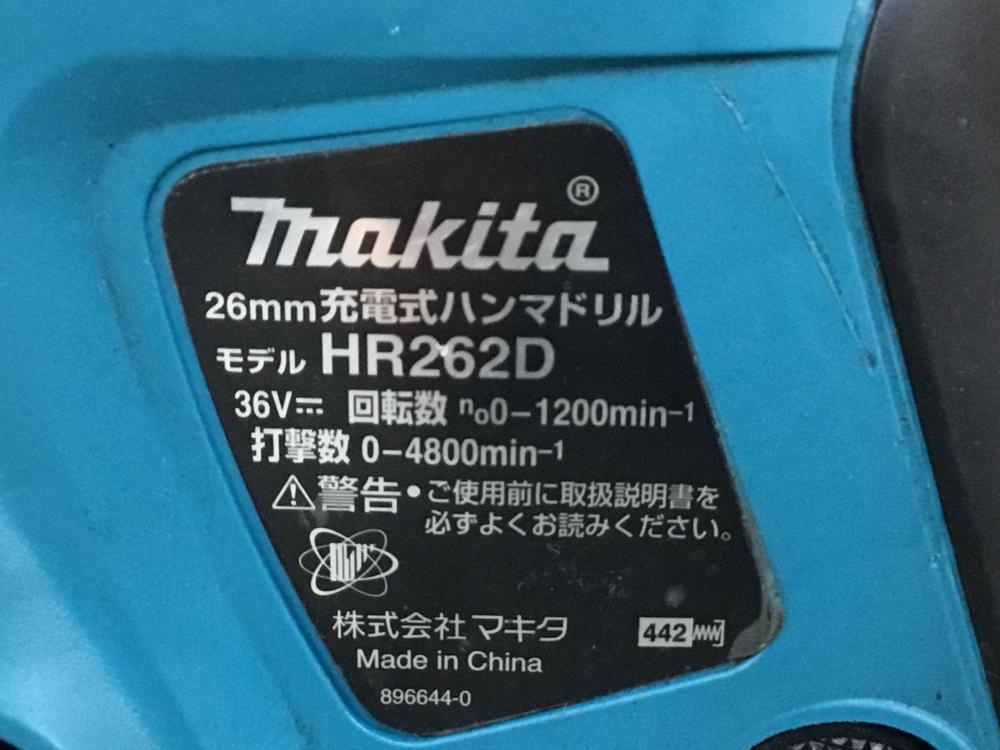 makita®
26mm充電式ハンマドリル
モデル HR262D
36V⎓ 回転数 n₀0–1200min⁻¹
打撃数 0–4800min⁻¹
⚠警告•ご使用前に取扱説明書を
必ずよくお読みください。
株式会社マキタ
442
Made in China
896644-0